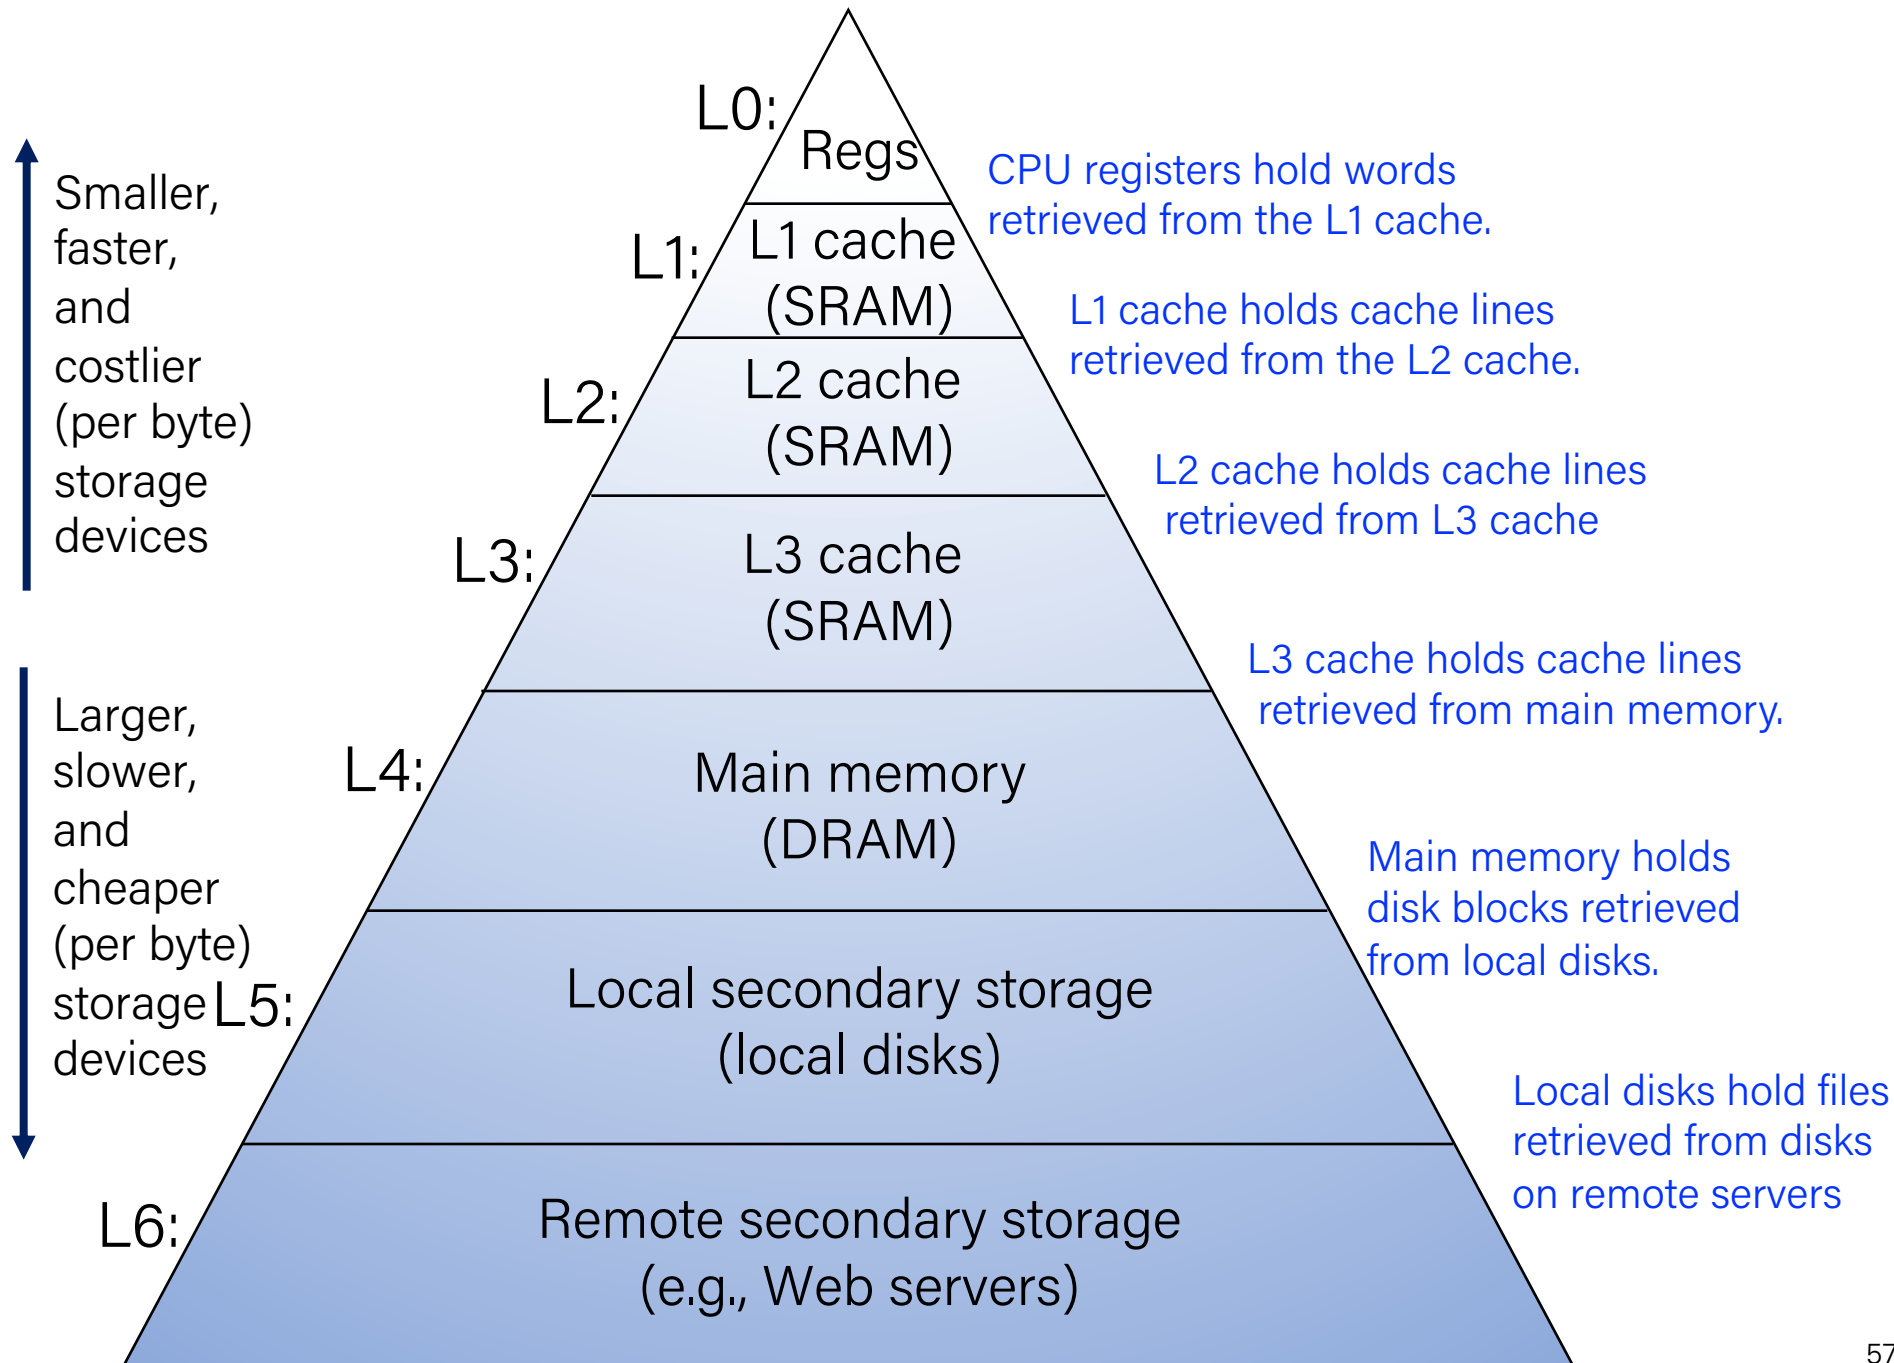 L0:
Regs
CPU registers hold words
retrieved from the L1 cache.
L1:
L1 cache
(SRAM)
L1 cache holds cache lines
retrieved from the L2 cache.
L2:
L2 cache
(SRAM)
L2 cache holds cache lines
retrieved from L3 cache
L3:
L3 cache
(SRAM)
L3 cache holds cache lines
retrieved from main memory.
L4:
Main memory
(DRAM)
Main memory holds
disk blocks retrieved
from local disks.
L5:
Local secondary storage
(local disks)
Local disks hold files
retrieved from disks
on remote servers
L6:
Remote secondary storage
(e.g., Web servers)
Smaller,
faster,
and
costlier
(per byte)
storage
devices
Larger,
slower,
and
cheaper
(per byte)
storage
devices
57